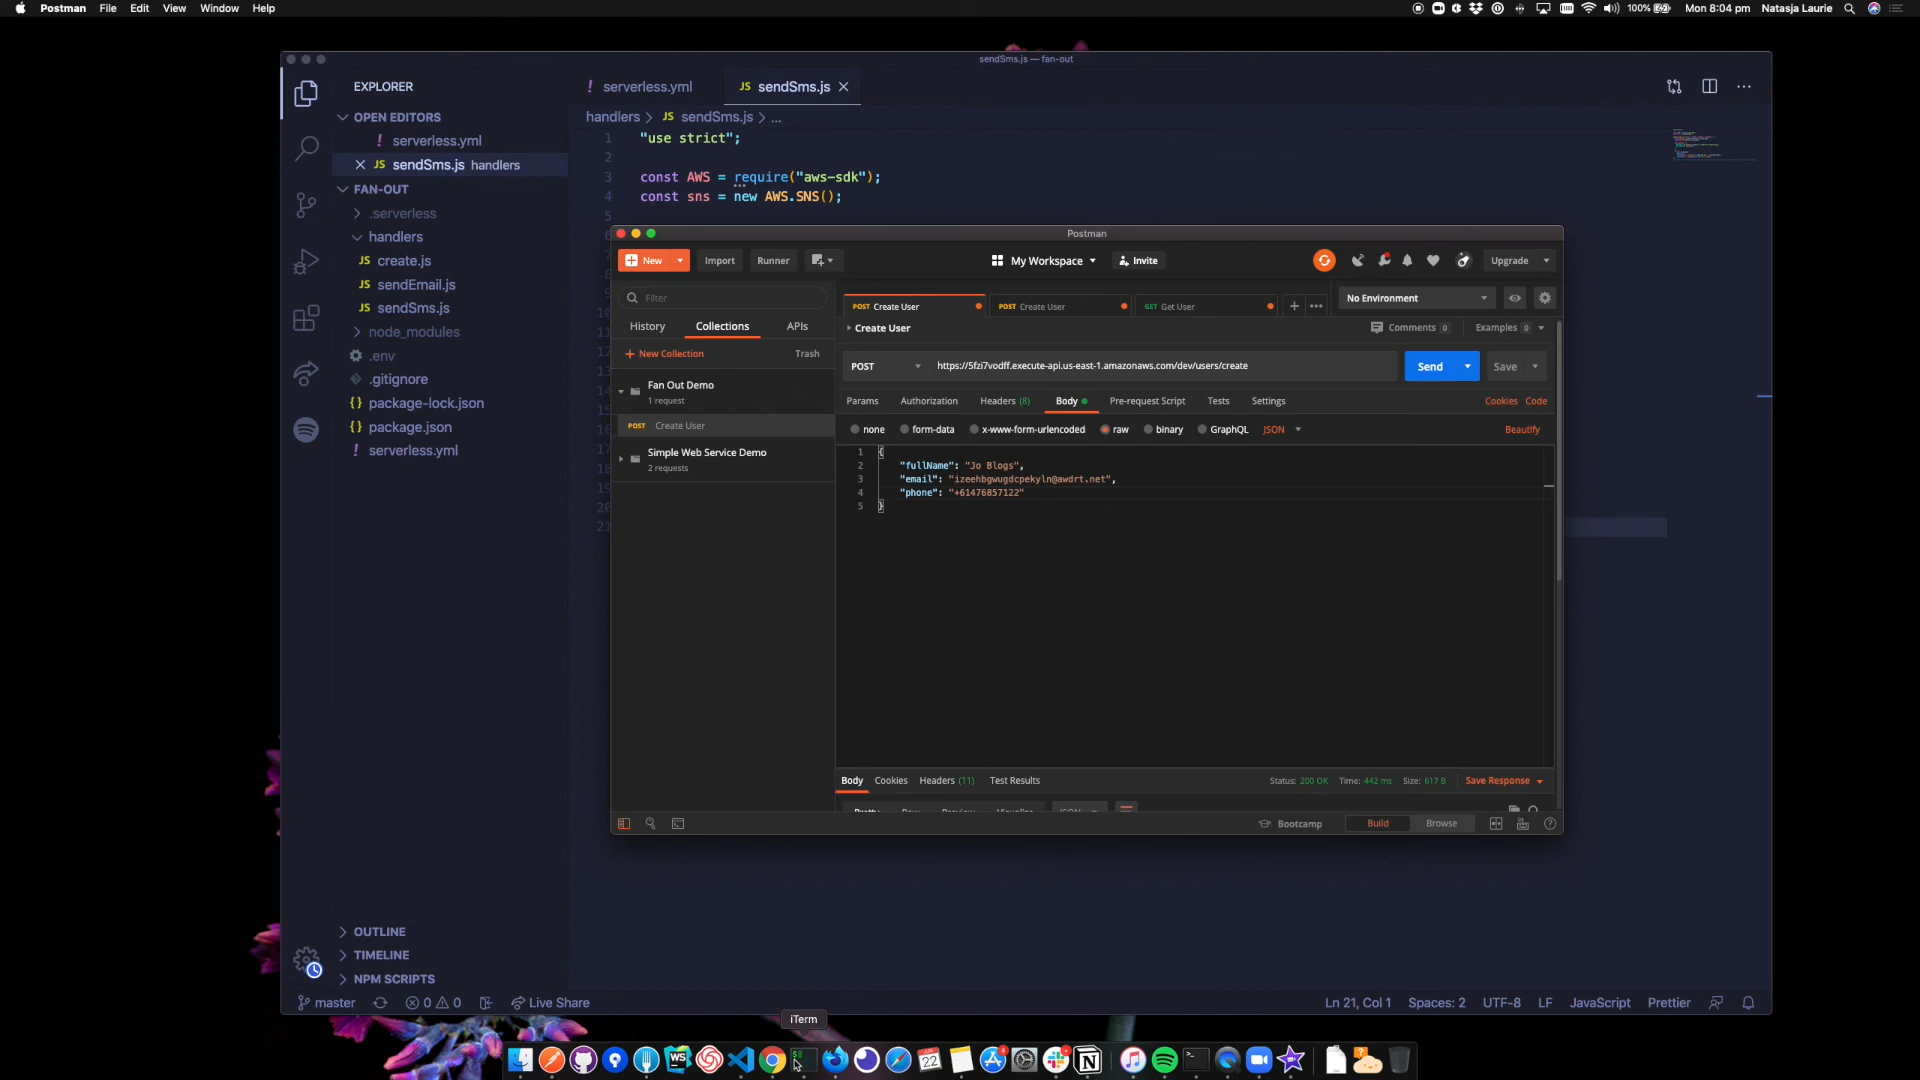 Postman File Edit View Window Help
100% Mon 8:04 pm Natasja Laurie
sendSms.js — fan-out
EXPLORER
! serverless.yml
JS sendSms.js
OPEN EDITORS
handlers > JS sendSms.js > ...
! serverless.yml
JS sendSms.js handlers
FAN-OUT
.serverless
handlers
JS create.js
JS sendEmail.js
JS sendSms.js
node_modules
.env
.gitignore
{} package-lock.json
{} package.json
! serverless.yml
1 "use strict";
2
3 const AWS = require("aws-sdk");
4 const sns = new AWS.SNS();
5
21
Postman
New Import Runner
My Workspace Invite
Upgrade
Filter
History Collections APIs
+ New Collection Trash
Fan Out Demo
1 request
POST Create User
Simple Web Service Demo
2 requests
POST Create User
POST Create User
GET Get User
No Environment
Create User
Comments 0 Examples 0
POST https://5fzi7vodff.execute-api.us-east-1.amazonaws.com/dev/users/create
Send Save
Params Authorization Headers (8) Body Pre-request Script Tests Settings Cookies Code
none form-data x-www-form-urlencoded raw binary GraphQL JSON Beautify
1 {
2 "fullName": "Jo Blogs",
3 "email": "izeehbgwugdcpekyln@awdrt.net",
4 "phone": "+61476857122"
5 }
Body Cookies Headers (11) Test Results Status: 200 OK Time: 442 ms Size: 617 B Save Response
Bootcamp Build Browse
OUTLINE
TIMELINE
NPM SCRIPTS
master 0 0 Live Share
Ln 21, Col 1 Spaces: 2 UTF-8 LF JavaScript Prettier
iTerm
WS
JUN
22